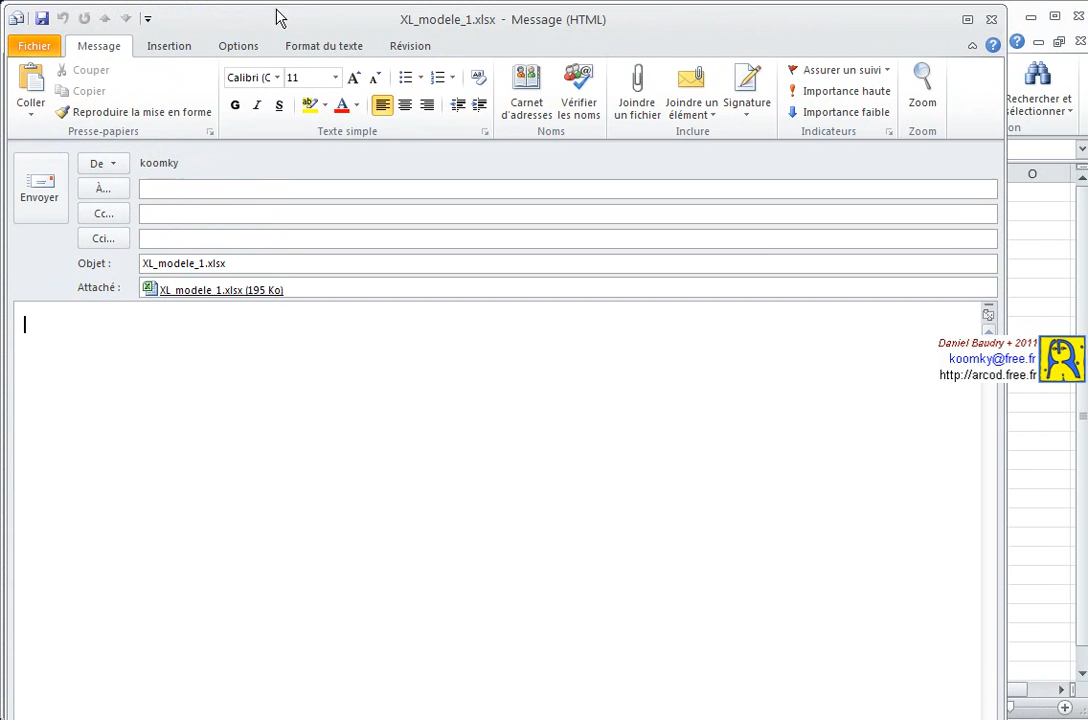 XL_modele_1.xlsx - Message (HTML)
Fichier Message Insertion Options Format du texte Révision
Coller
Couper
Copier
Reproduire la mise en forme
Presse-papiers
Calibri (C 11
G I S
Texte simple
Carnet d'adresses
Vérifier les noms
Noms
Joindre un fichier
Joindre un élément
Signature
Inclure
Assurer un suivi
Importance haute
Importance faible
Indicateurs
Zoom
Zoom
Rechercher et
sélectionner
on
O
Envoyer
De koomky
À...
Cc...
Cci...
Objet : XL_modele_1.xlsx
Attaché : XL_modele_1.xlsx (195 Ko)
Daniel Baudry + 2011
koomky@free.fr
http://arcod.free.fr